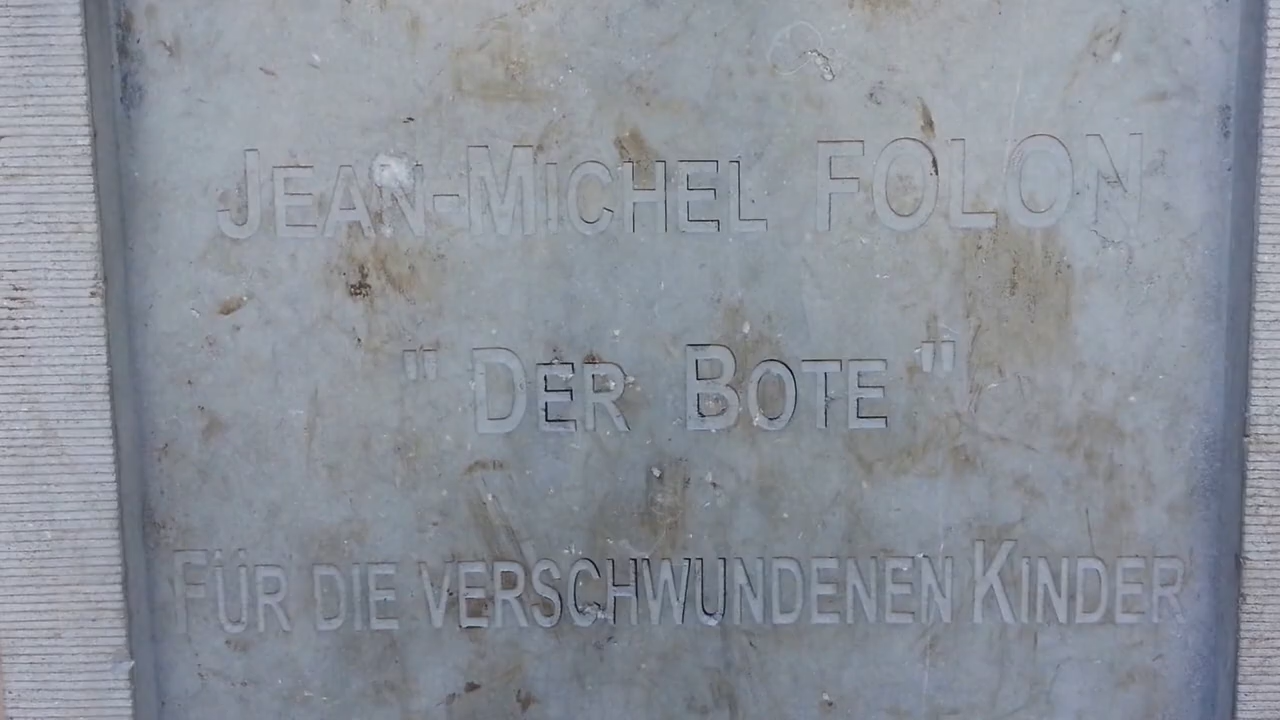 JEAN-MICHEL FOLON
" DER BOTE "
FÜR DIE VERSCHWUNDENEN KINDER